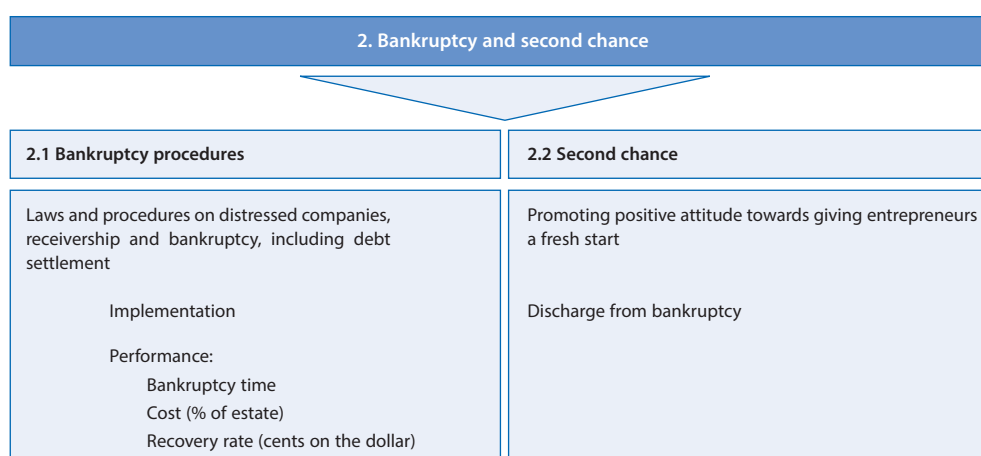 2. Bankruptcy and second chance
2.1 Bankruptcy procedures
2.2 Second chance
Laws and procedures on distressed companies,
receivership and bankruptcy, including debt
settlement
Implementation
Performance:
Bankruptcy time
Cost (% of estate)
Recovery rate (cents on the dollar)
Promoting positive attitude towards giving entrepreneurs
a fresh start
Discharge from bankruptcy